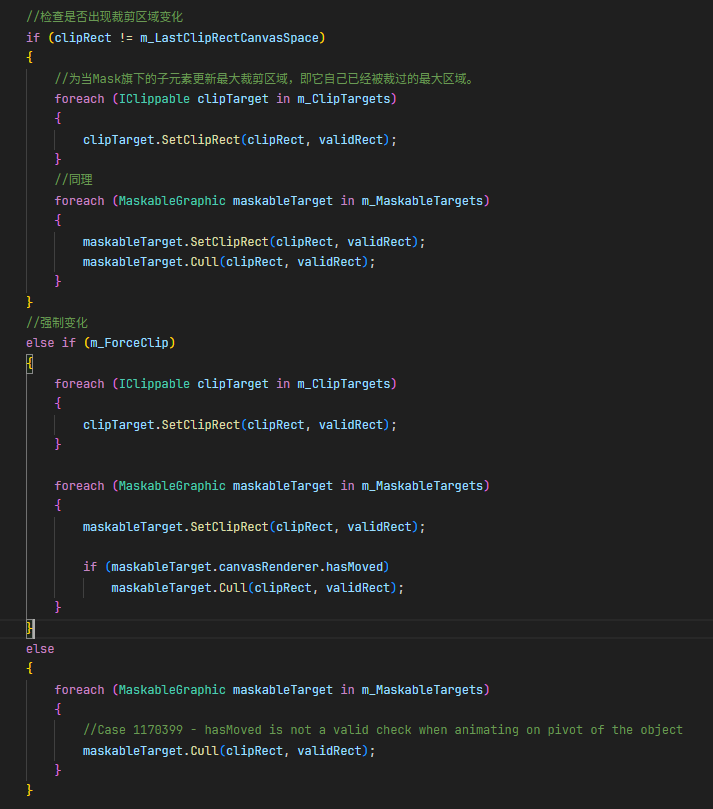 //检查是否出现裁剪区域变化
if (clipRect != m_LastClipRectCanvasSpace)
{
//为当Mask旗下的子元素更新最大裁剪区域，即它自己已经被裁过的最大区域。
foreach (IClippable clipTarget in m_ClipTargets)
{
clipTarget.SetClipRect(clipRect, validRect);
}
//同理
foreach (MaskableGraphic maskableTarget in m_MaskableTargets)
{
maskableTarget.SetClipRect(clipRect, validRect);
maskableTarget.Cull(clipRect, validRect);
}
}
//强制变化
else if (m_ForceClip)
{
foreach (IClippable clipTarget in m_ClipTargets)
{
clipTarget.SetClipRect(clipRect, validRect);
}
foreach (MaskableGraphic maskableTarget in m_MaskableTargets)
{
maskableTarget.SetClipRect(clipRect, validRect);
if (maskableTarget.canvasRenderer.hasMoved)
maskableTarget.Cull(clipRect, validRect);
}
}
else
{
foreach (MaskableGraphic maskableTarget in m_MaskableTargets)
{
//Case 1170399 - hasMoved is not a valid check when animating on pivot of the object
maskableTarget.Cull(clipRect, validRect);
}
}